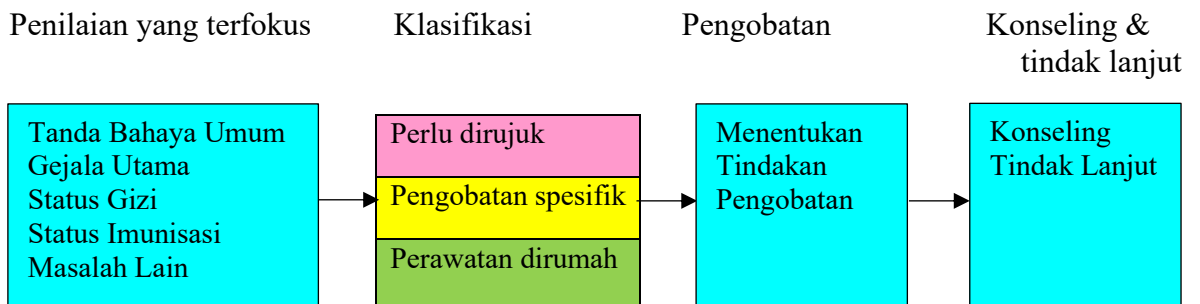 Penilaian yang terfokus
Klasifikasi
Pengobatan
Konseling &
tindak lanjut
Tanda Bahaya Umum
Gejala Utama
Status Gizi
Status Imunisasi
Masalah Lain
Perlu dirujuk
Pengobatan spesifik
Perawatan dirumah
Menentukan
Tindakan
Pengobatan
Konseling
Tindak Lanjut